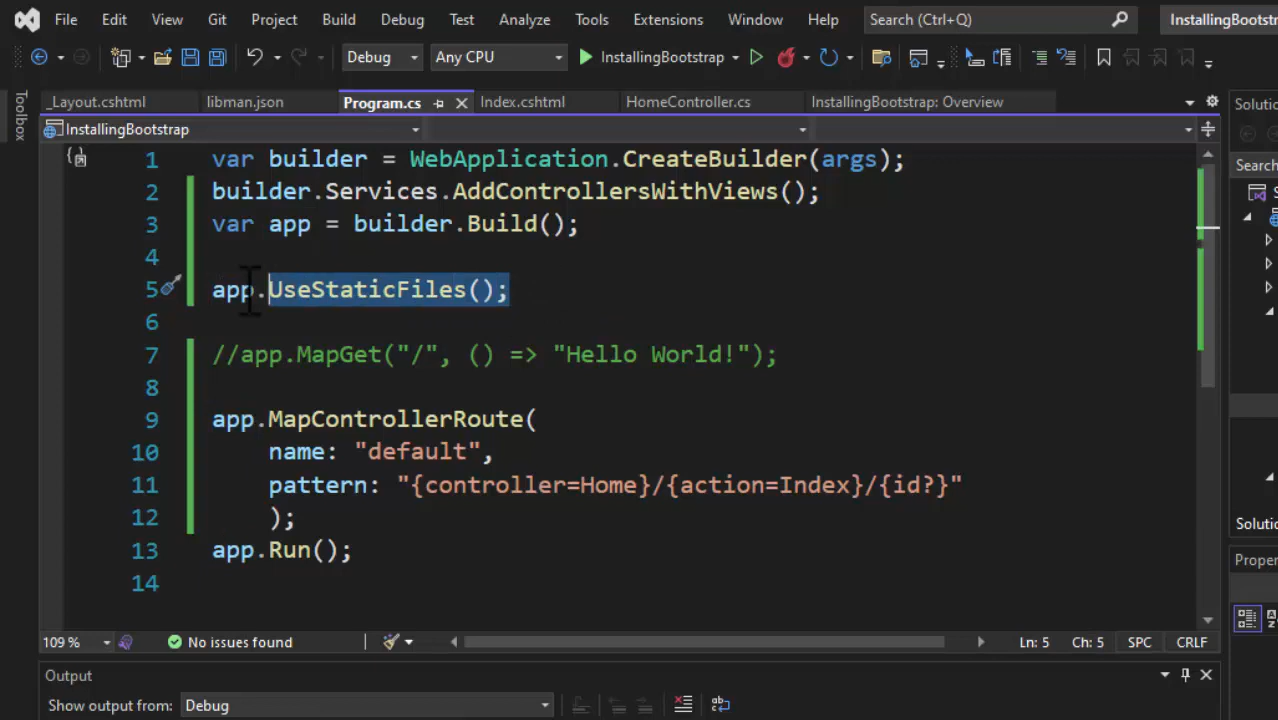 File Edit View Git Project Build Debug Test Analyze Tools Extensions Window Help Search (Ctrl+Q) InstallingBootst
Debug Any CPU InstallingBootstrap
_Layout.cshtml libman.json Program.cs Index.cshtml HomeController.cs InstallingBootstrap: Overview Solutio
Toolbox
InstallingBootstrap
Search
1 var builder = WebApplication.CreateBuilder(args);
2 builder.Services.AddControllersWithViews();
3 var app = builder.Build();
4
5 app.UseStaticFiles();
6
7 //app.MapGet("/", () => "Hello World!");
8
9 app.MapControllerRoute(
10 name: "default",
11 pattern: "{controller=Home}/{action=Index}/{id?}"
12 );
13 app.Run();
14
Solutio
Proper
109 % No issues found Ln: 5 Ch: 5 SPC CRLF
Output
Show output from: Debug